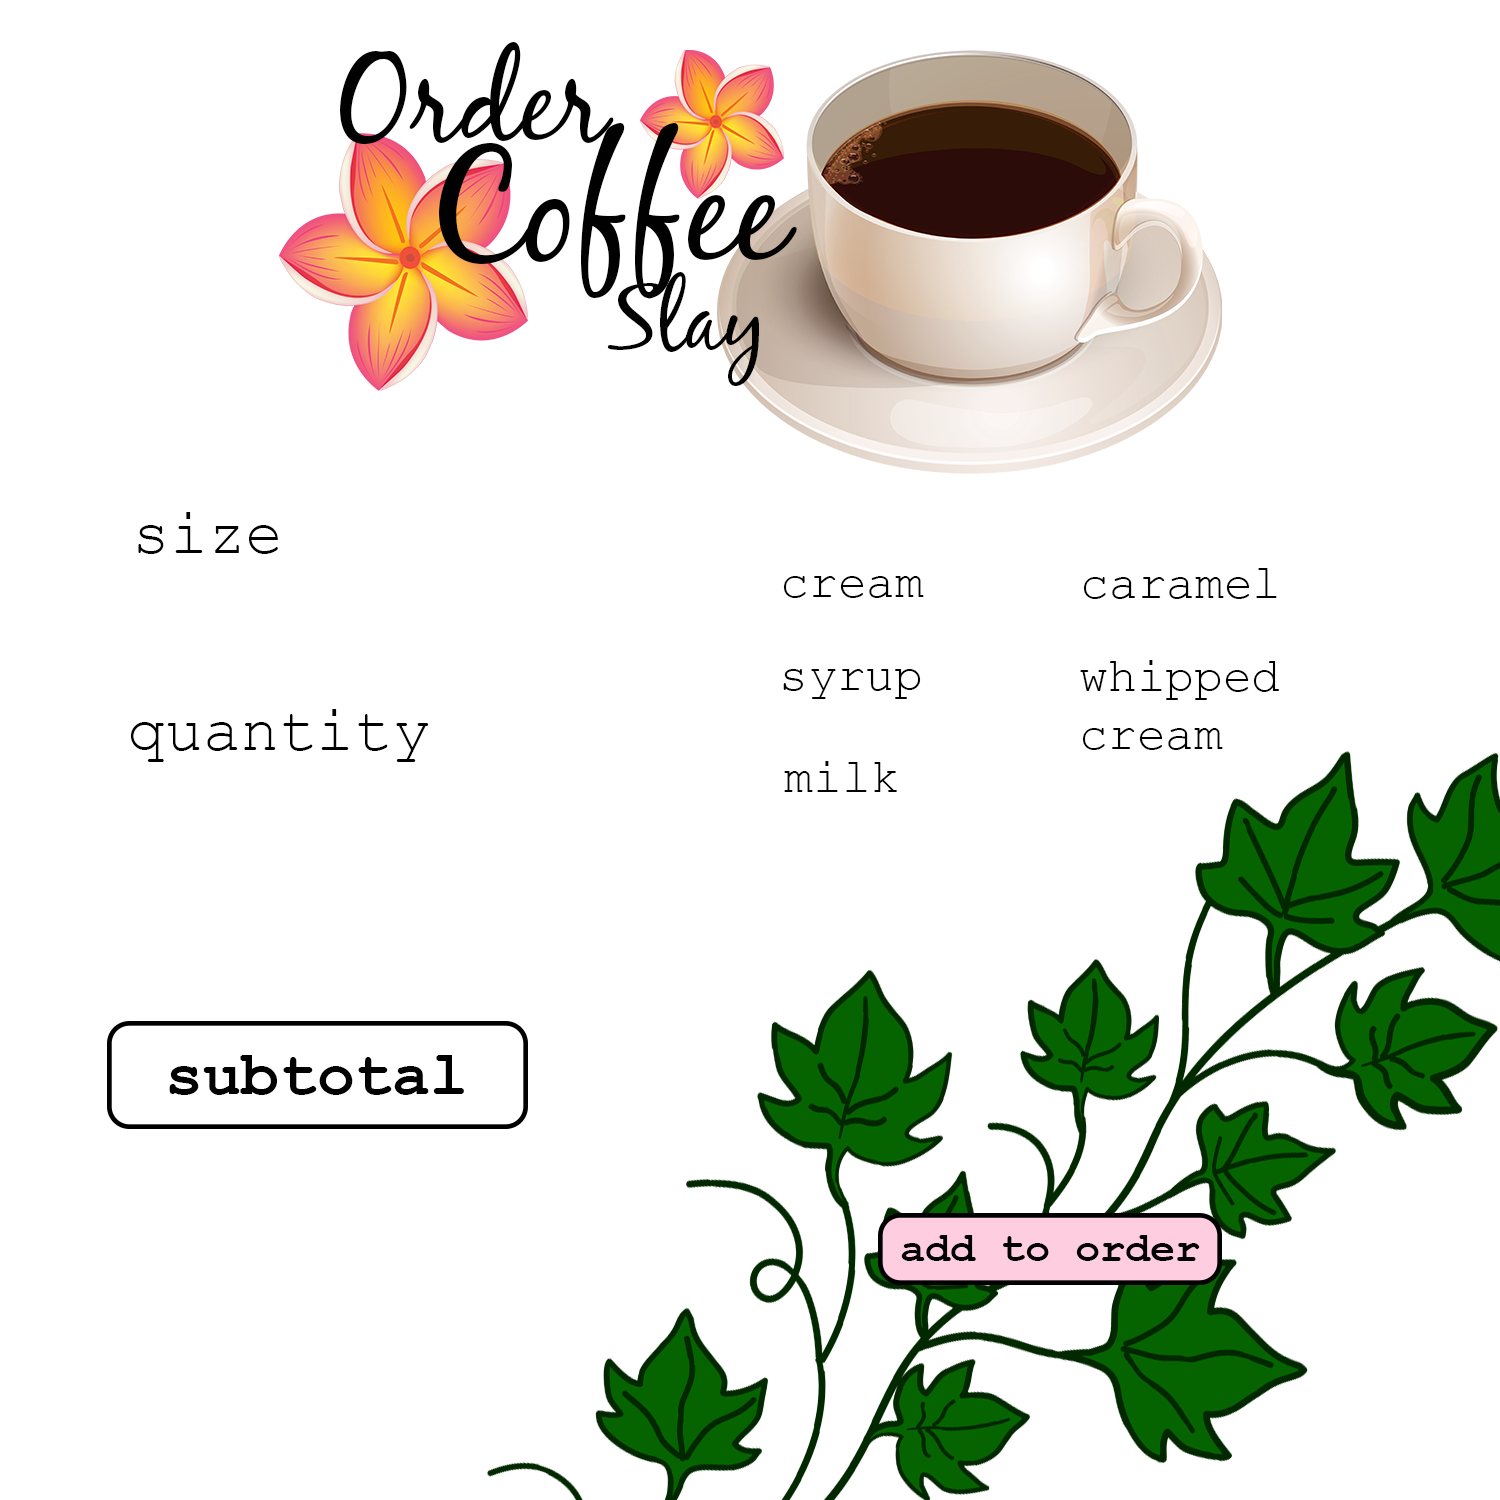 Order
Coffee
Slay
size
quantity
cream
syrup
milk
caramel
whipped
cream
subtotal
add to order